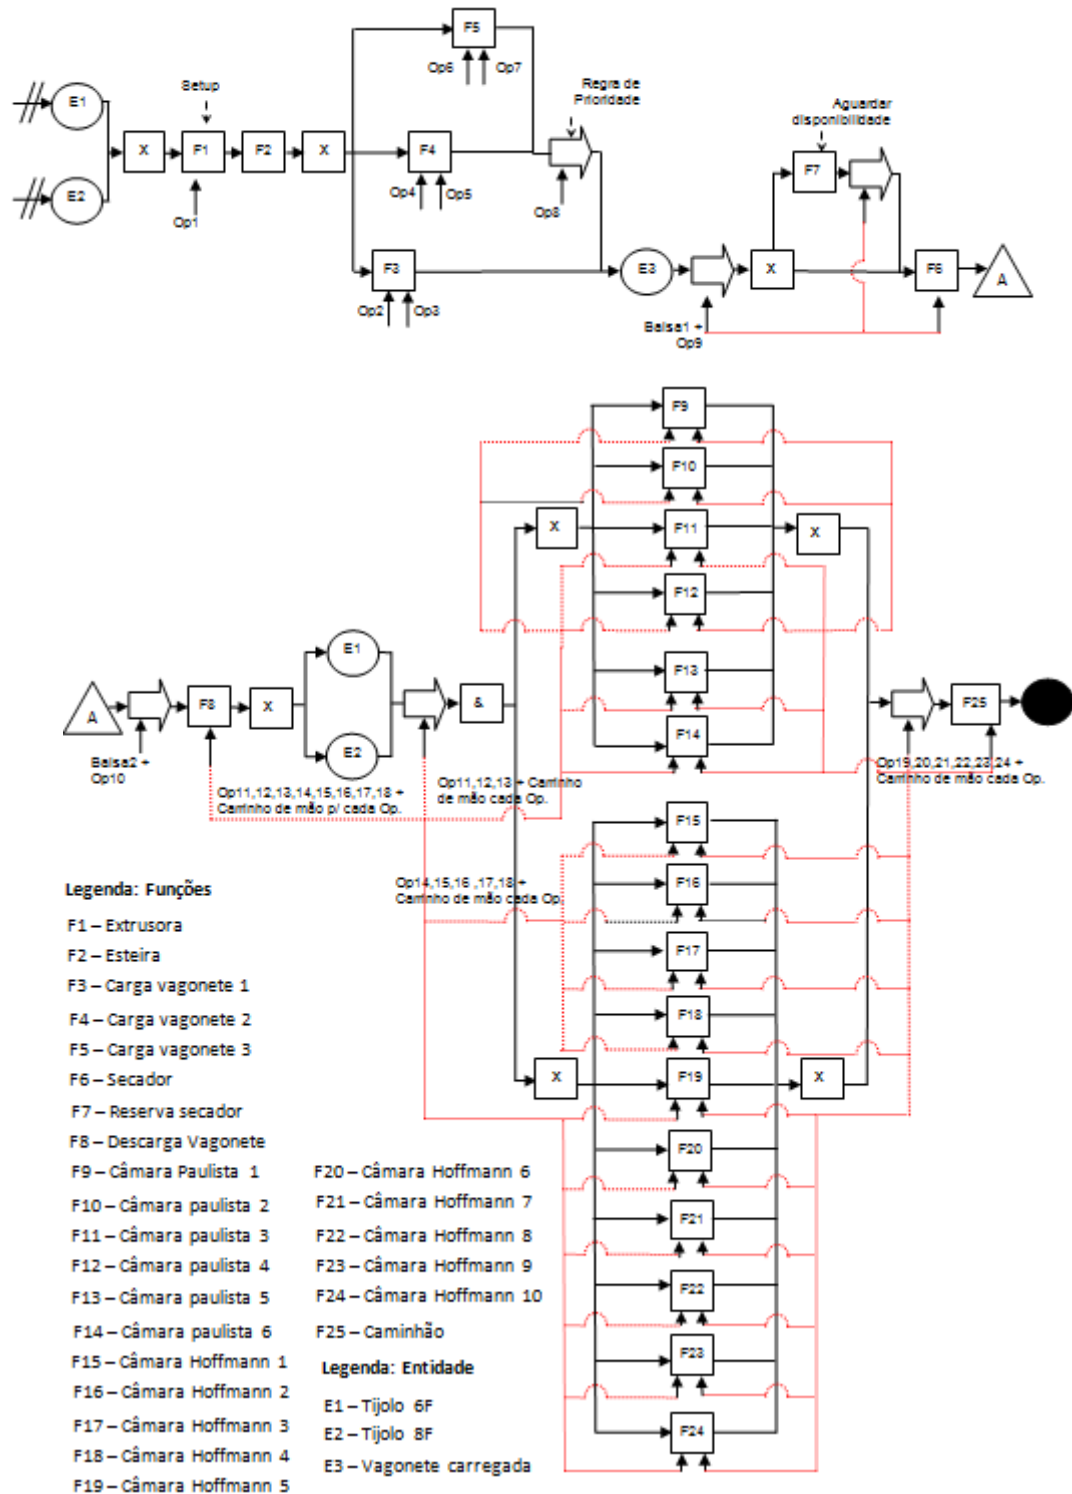 F5
Op6
Op7
Setup
Regra de
Prioridade
Aguardar
disponibilidade
E1
X
F1
F2
X
F4
F7
Op4
Op5
Op8
E2
Op1
F3
E3
X
F6
A
Op2
Op3
Balsa1 +
Op9
F9
F10
X
F11
X
F12
E1
F13
A
F8
X
&
F25
E2
F14
Balsa2 +
Op10
Op11,12,13,14,15,16,17,18 +
Carrinho de mão p/ cada Op.
Op11,12,13 + Carrinho
de mão cada Op.
Op19,20,21,22,23,24 +
Carrinho de mão cada Op.
F15
Op14,15,16 ,17,18 +
Carrinho de mão cada Op.
F16
F17
F18
X
F19
X
F20
F21
F22
F23
F24
Legenda: Funções
F1 – Extrusora
F2 – Esteira
F3 – Carga vagonete 1
F4 – Carga vagonete 2
F5 – Carga vagonete 3
F6 – Secador
F7 – Reserva secador
F8 – Descarga Vagonete
F9 – Câmara Paulista 1
F10 – Câmara paulista 2
F11 – Câmara paulista 3
F12 – Câmara paulista 4
F13 – Câmara paulista 5
F14 – Câmara paulista 6
F15 – Câmara Hoffmann 1
F16 – Câmara Hoffmann 2
F17 – Câmara Hoffmann 3
F18 – Câmara Hoffmann 4
F19 – Câmara Hoffmann 5
F20 – Câmara Hoffmann 6
F21 – Câmara Hoffmann 7
F22 – Câmara Hoffmann 8
F23 – Câmara Hoffmann 9
F24 – Câmara Hoffmann 10
F25 – Caminhão
Legenda: Entidade
E1 – Tijolo 6F
E2 – Tijolo 8F
E3 – Vagonete carregada